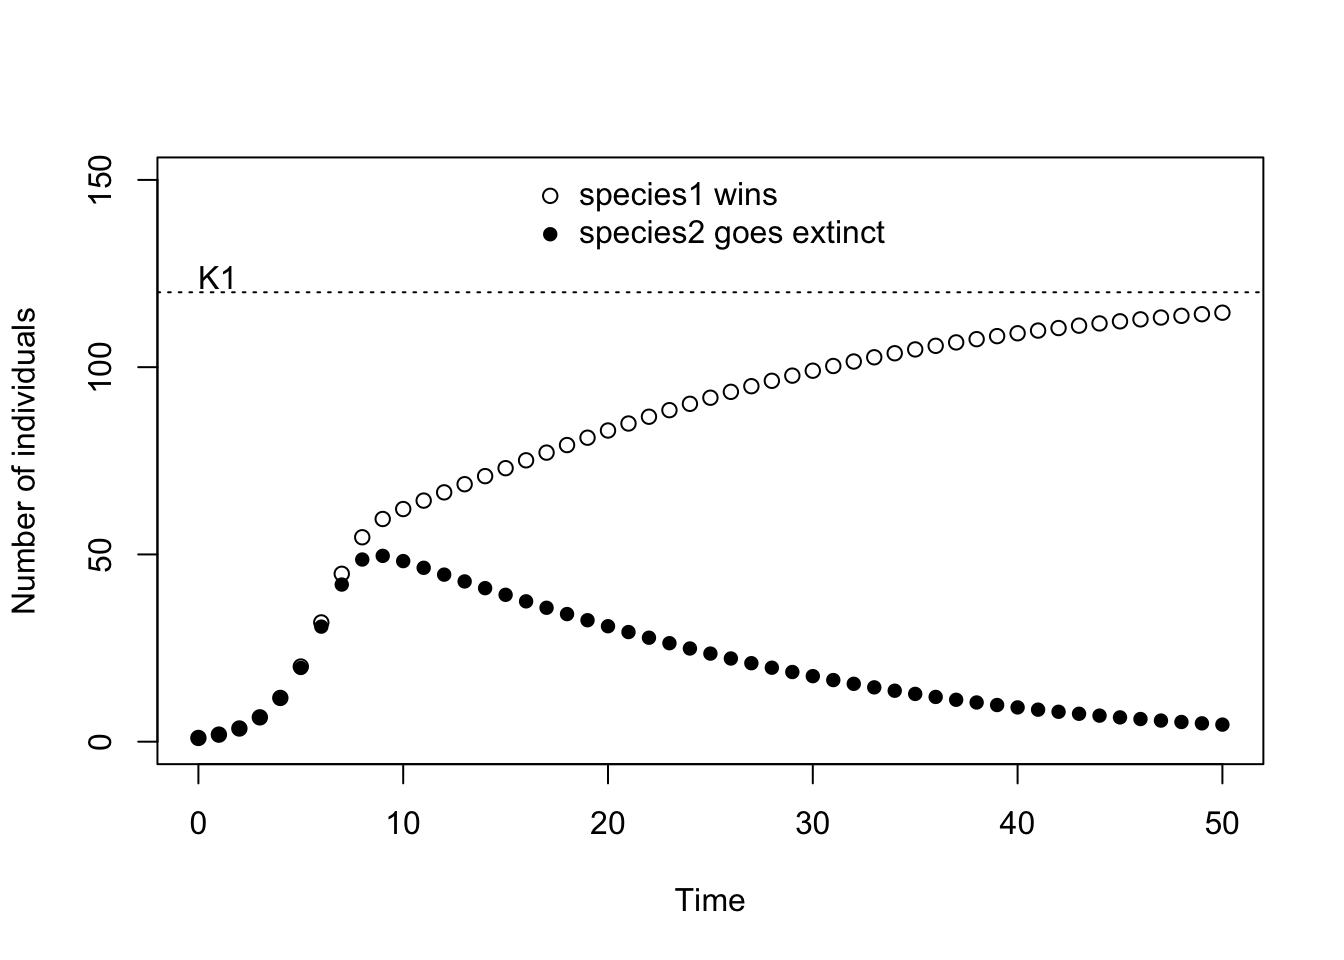 species1 wins
species2 goes extinct
K1
150
100
50
0
Number of individuals
0 10 20 30 40 50
Time